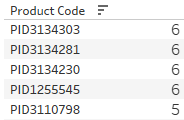 Product Code
PID3134303 6
PID3134281 6
PID3134230 6
PID1255545 6
PID3110798 5